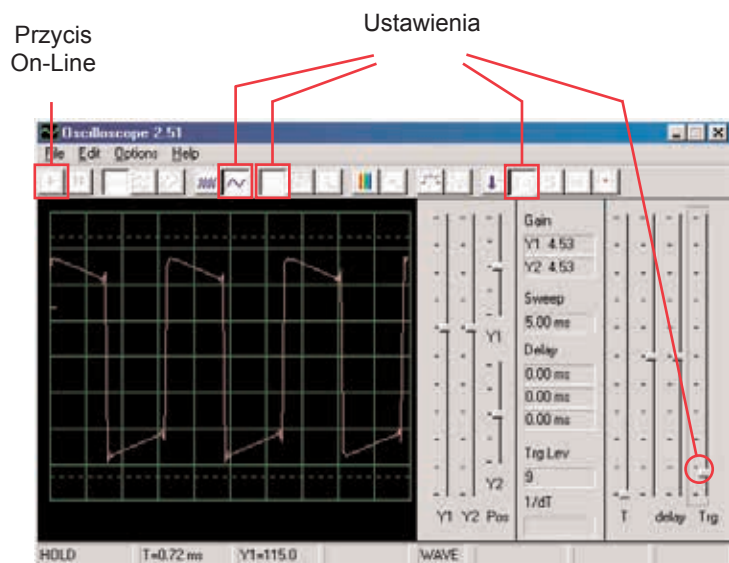 Przycis
On-Line
Ustawienia
Oscilloscope 2.51
File Edit Options Help
Gain
Y1 4.53
Y2 4.53
Sweep
5.00 ms
Delay
0.00 ms
0.00 ms
0.00 ms
Trg Lev
9
1/dT
Y1
Y2
Y1 Y2 Pos
T delay Trg
HOLD T=0.72 ms Y1=115.0 WAVE